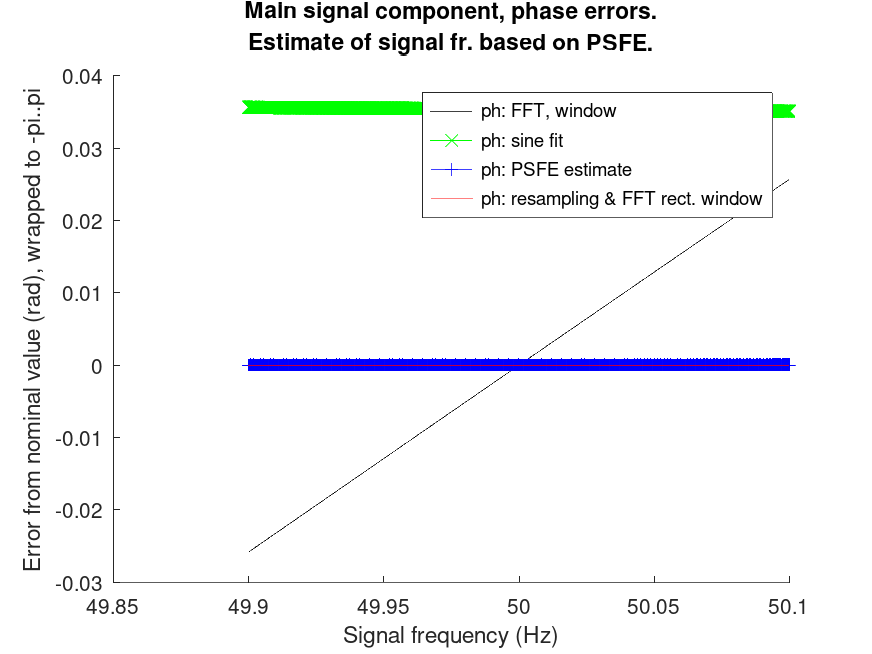 Main signal component, phase errors.
Estimate of signal fr. based on PSFE.
Error from nominal value (rad), wrapped to -pi..pi
0.04
0.03
0.02
0.01
0
-0.01
-0.02
-0.03
ph: FFT, window
ph: sine fit
ph: PSFE estimate
ph: resampling & FFT rect. window
49.85
49.9
49.95
50
50.05
50.1
Signal frequency (Hz)